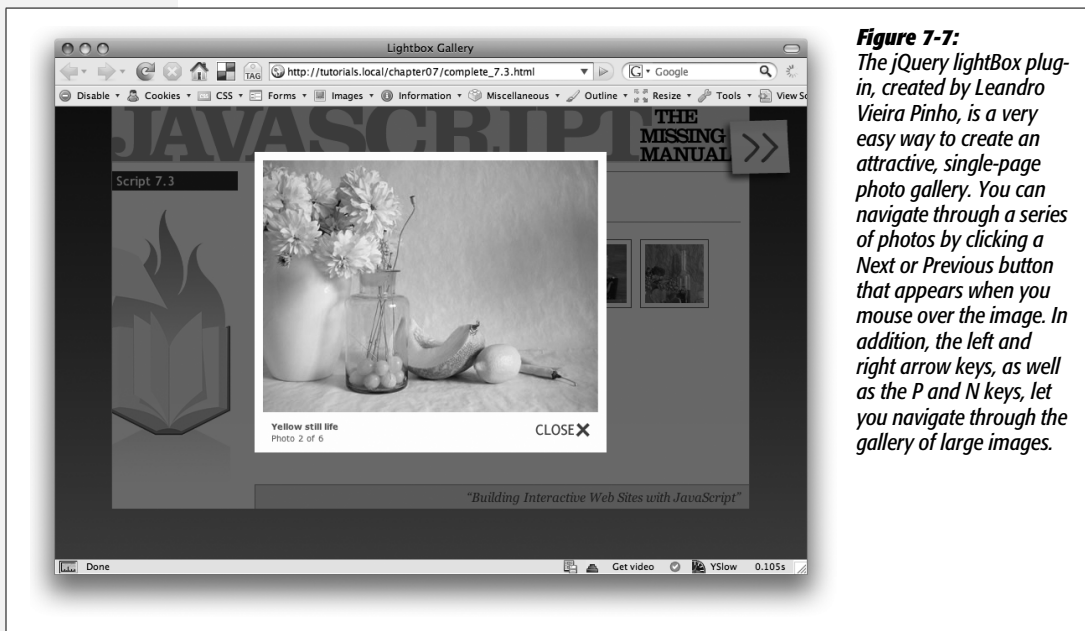 Lightbox Gallery
TAG
http://tutorials.local/chapter07/complete_7.3.html
G
Google
Disable
Cookies
CSS
Forms
Images
Information
Miscellaneous
Outline
Resize
Tools
View So
JAVASCRIPT
THE
MISSING
MANUAL
>>
Script 7.3
Yellow still life
Photo 2 of 6
CLOSE X
"Building Interactive Web Sites with JavaScript"
Done
Get video
YSlow
0.105s
Figure 7-7:
The jQuery lightBox plug-
in, created by Leandro
Vieira Pinho, is a very
easy way to create an
attractive, single-page
photo gallery. You can
navigate through a series
of photos by clicking a
Next or Previous button
that appears when you
mouse over the image. In
addition, the left and
right arrow keys, as well
as the P and N keys, let
you navigate through the
gallery of large images.